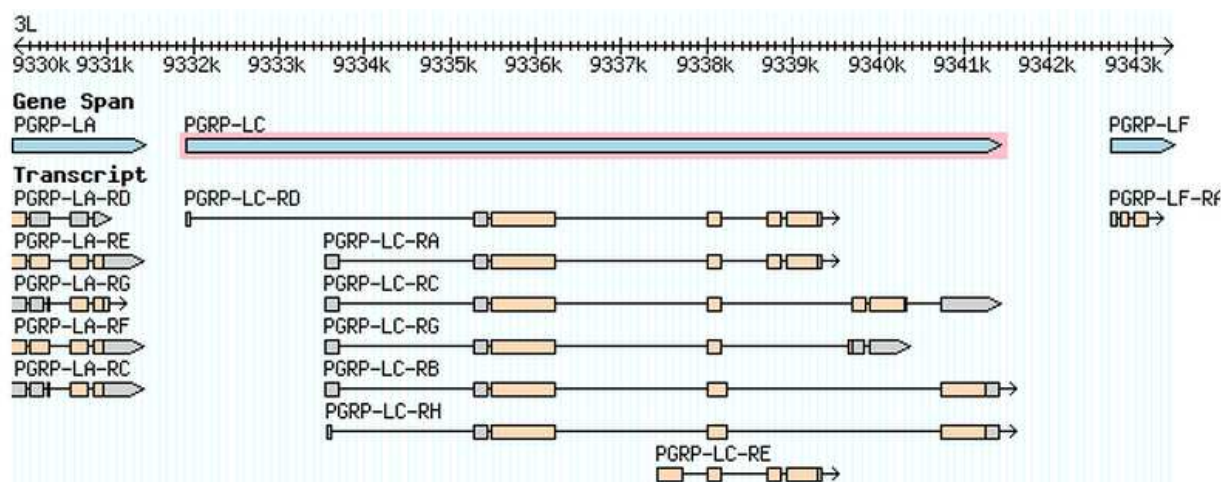 3L
9330k 9331k 9332k 9333k 9334k 9335k 9336k 9337k 9338k 9339k 9340k 9341k 9342k 9343k
Gene Span
PGRP-LA PGRP-LC PGRP-LF
Transcript
PGRP-LA-RD PGRP-LC-RD PGRP-LF-RA
PGRP-LA-RE PGRP-LC-RA
PGRP-LA-RG PGRP-LC-RC
PGRP-LA-RF PGRP-LC-RG
PGRP-LA-RC PGRP-LC-RB
PGRP-LC-RH
PGRP-LC-RE